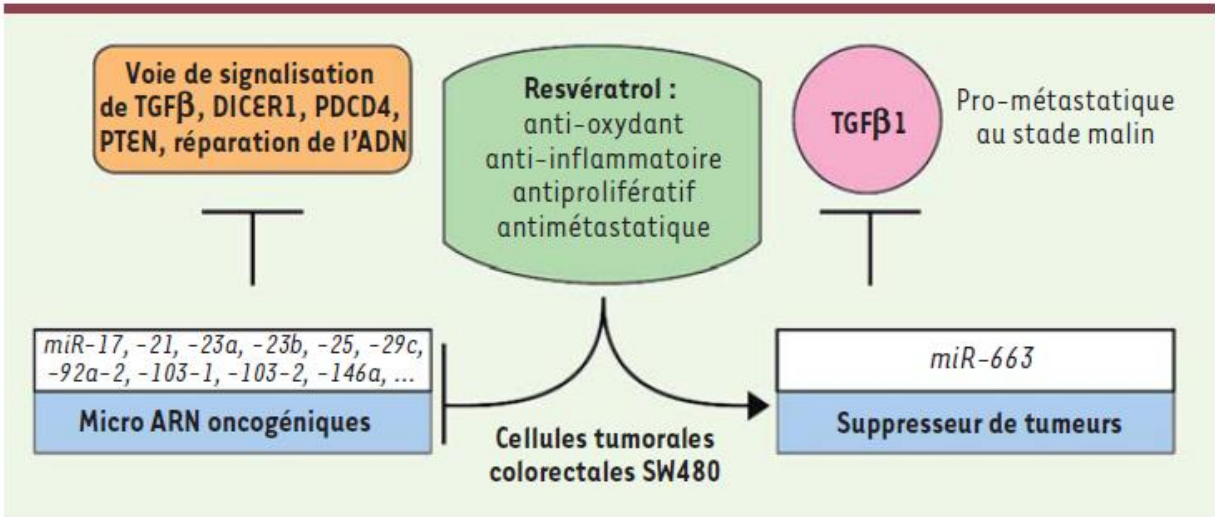 Voie de signalisation
de TGFβ, DICER1, PDCD4,
PTEN, réparation de l'ADN
Resvératrol :
anti-oxydant
anti-inflammatoire
antiprolifératif
antimétastatique
TGFβ1
Pro-métastatique
au stade malin
miR-17, -21, -23a, -23b, -25, -29c,
-92a-2, -103-1, -103-2, -146a, ...
Micro ARN oncogéniques
Cellules tumorales
colorectales SW480
miR-663
Suppresseur de tumeurs